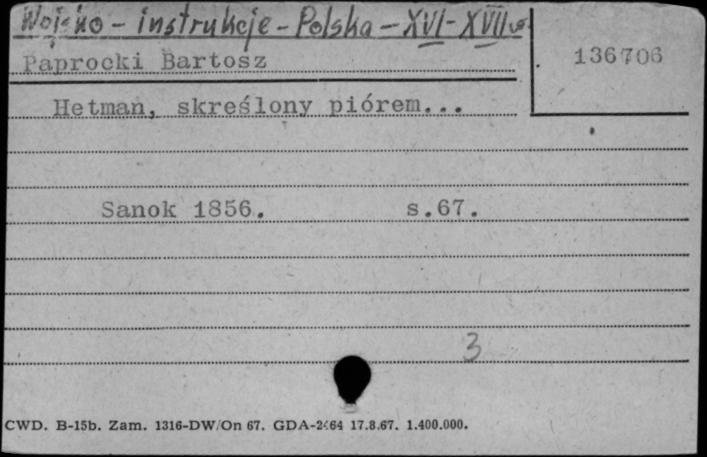 Wojsko - instrukcje - Polska - XVI - XVII w.
136706
Paprocki Bartosz
Hetman, skreślony piórem...
Sanok 1856. s.67.
3
CWD. B-15b. Zam. 1316-DW/On 67. GDA-2464 17.8.67. 1.400.000.